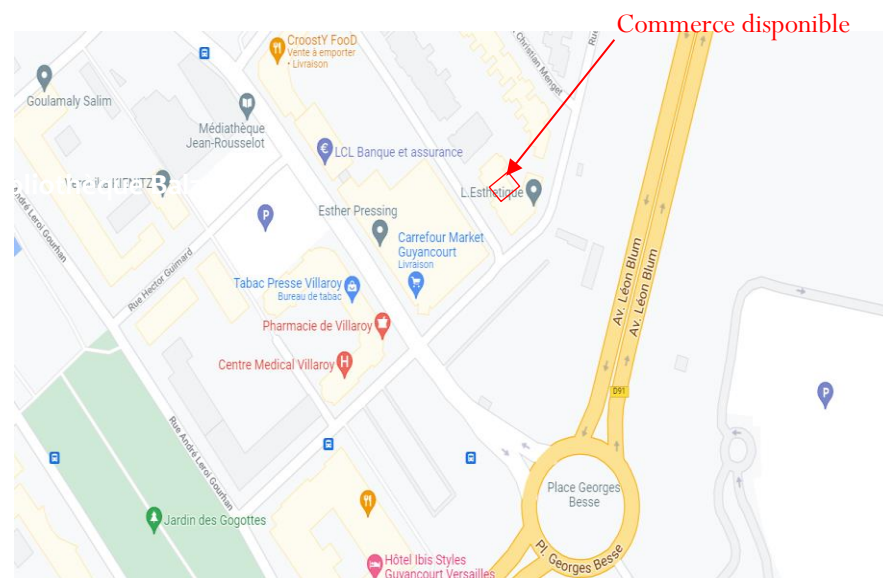 Commerce disponible
CroostY FooD
Vente à emporter
• Livraison
Goulamaly Salim
Médiathèque
Jean-Rousselot
Christian Menget
Rue
LCL Banque et assurance
L.Esthetique
Esther Pressing
Carrefour Market
Guyancourt
Livraison
Rue André Leroi Gourhan
Rue Hector Guimard
Tabac Presse Villaroy
Bureau de tabac
Pharmacie de Villaroy
Centre Medical Villaroy
Av. Léon Blum
Av. Léon Blum
D91
P
P
H
Rue André Leroi Gourhan
Jardin des Gogottes
Place Georges
Besse
Pl. Georges Besse
Hôtel Ibis Styles
Guyancourt Versailles